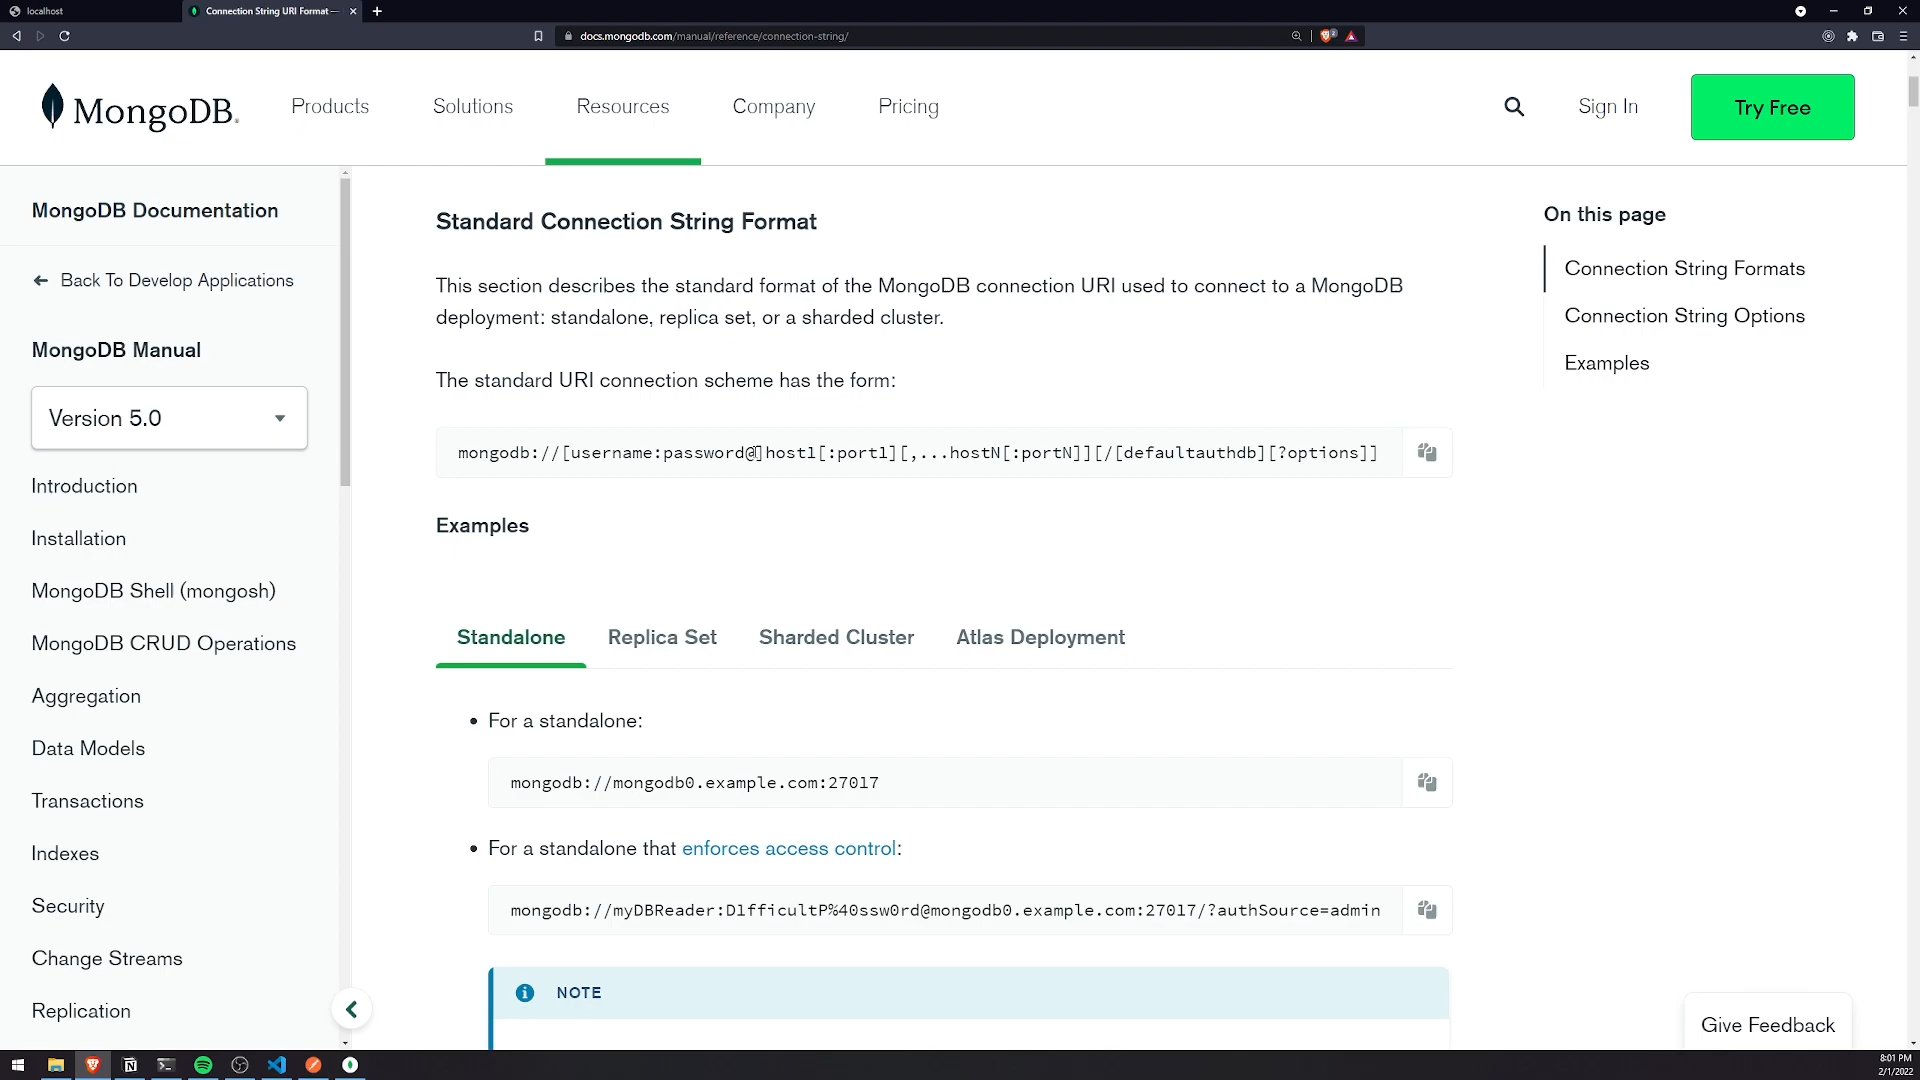 localhost
Connection String URI Format —
docs.mongodb.com/manual/reference/connection-string/
MongoDB.
Products
Solutions
Resources
Company
Pricing
Sign In
Try Free
MongoDB Documentation
Back To Develop Applications
MongoDB Manual
Version 5.0
Introduction
Installation
MongoDB Shell (mongosh)
MongoDB CRUD Operations
Aggregation
Data Models
Transactions
Indexes
Security
Change Streams
Replication
Standard Connection String Format
This section describes the standard format of the MongoDB connection URI used to connect to a MongoDB
deployment: standalone, replica set, or a sharded cluster.
The standard URI connection scheme has the form:
mongodb://[username:password@]host1[:port1][,...hostN[:portN]][/[defaultauthdb][?options]]
Examples
Standalone
Replica Set
Sharded Cluster
Atlas Deployment
• For a standalone:
mongodb://mongodb0.example.com:27017
• For a standalone that enforces access control:
mongodb://myDBReader:D1fficultP%40ssw0rd@mongodb0.example.com:27017/?authSource=admin
NOTE
On this page
Connection String Formats
Connection String Options
Examples
Give Feedback
8:01 PM
2/1/2022